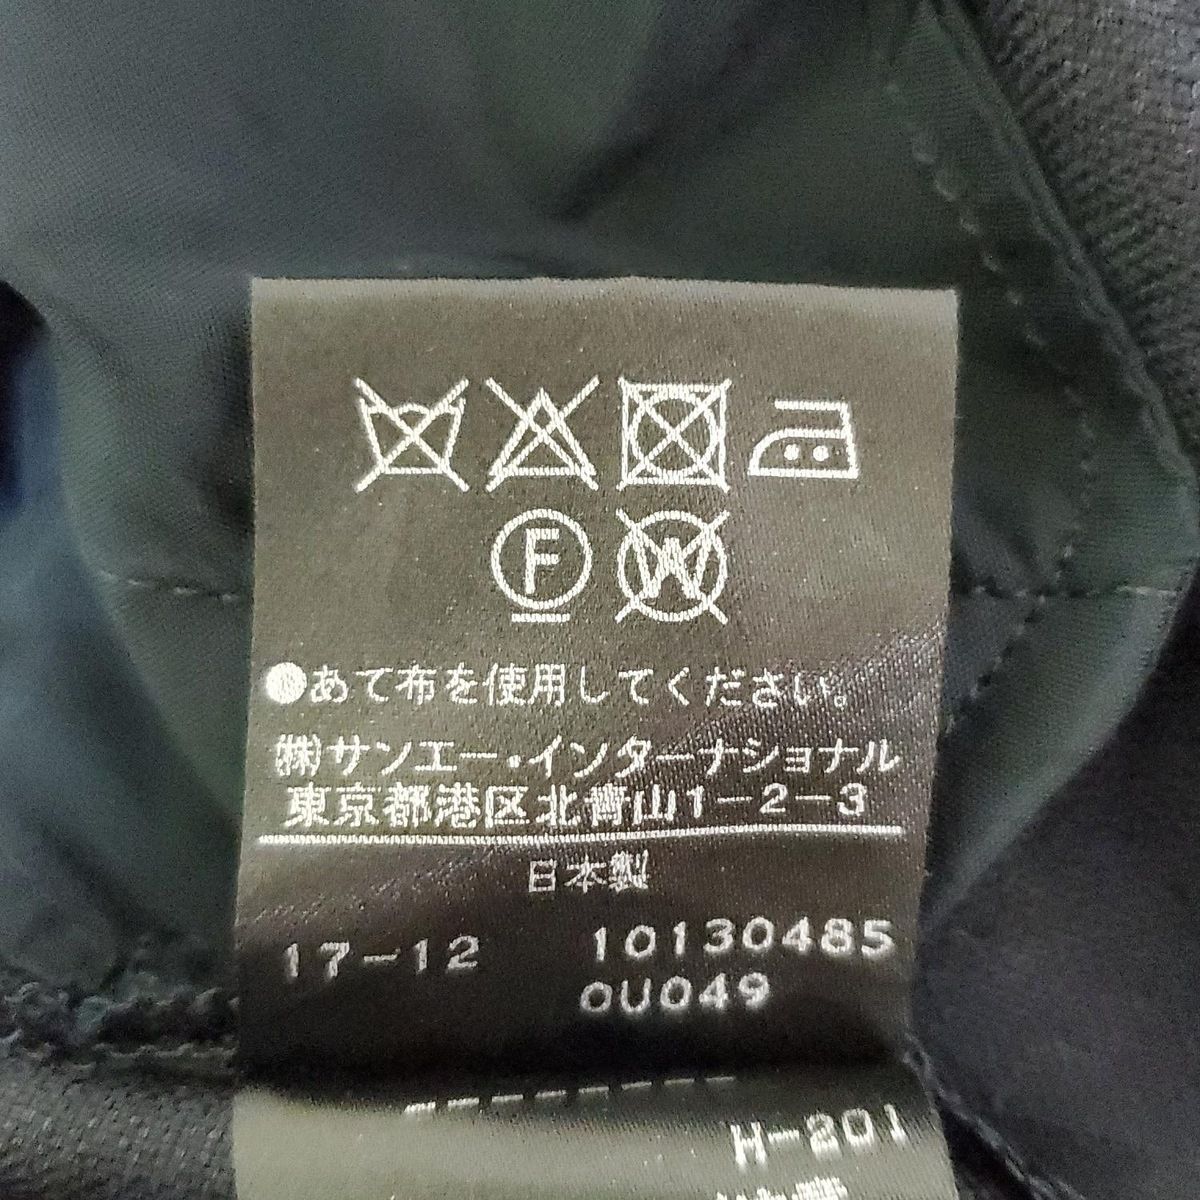 F W
●あて布を使用してください。
㈱サンエー・インターナショナル
東京都港区北青山1-2-3
日本製
17-12 10130485
0U049
H-201